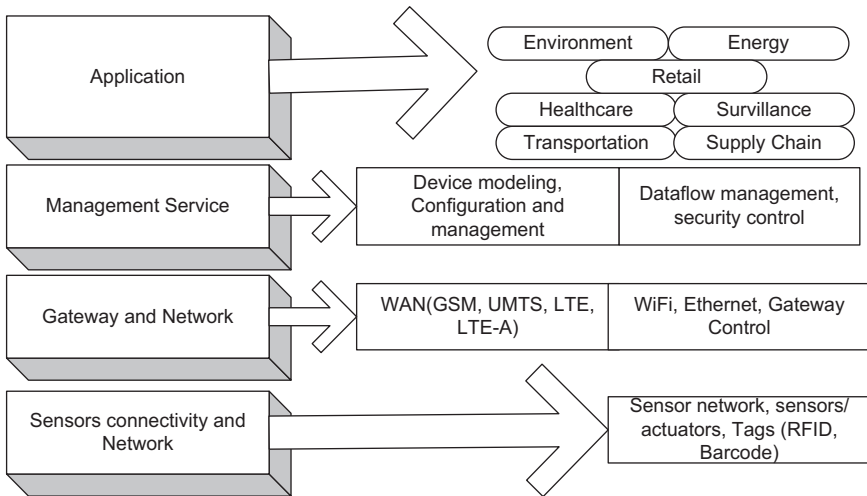 Application
Environment
Energy
Retail
Healthcare
Survillance
Transportation
Supply Chain
Management Service
Device modeling,
Configuration and
management
Dataflow management,
security control
Gateway and Network
WAN(GSM, UMTS, LTE,
LTE-A)
WiFi, Ethernet, Gateway
Control
Sensors connectivity and
Network
Sensor network, sensors/
actuators, Tags (RFID,
Barcode)